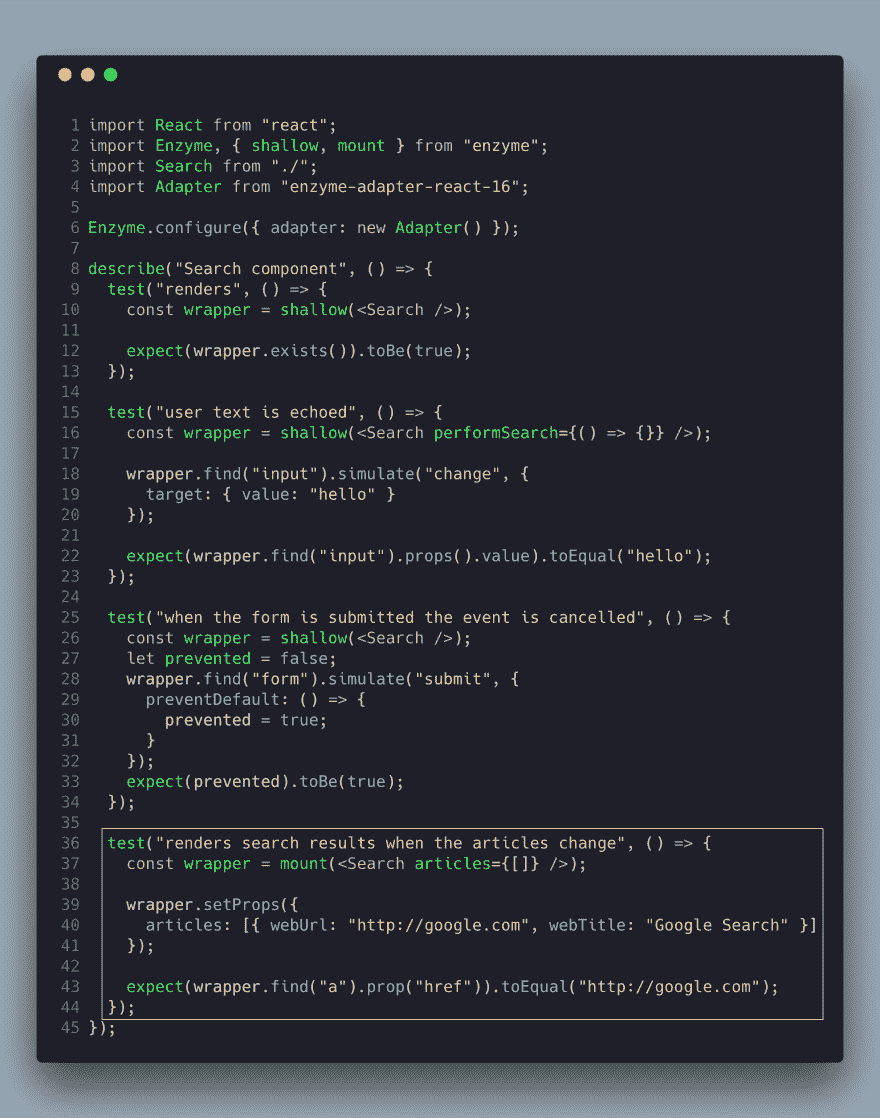 1 import React from "react";
2 import Enzyme, { shallow, mount } from "enzyme";
3 import Search from "./";
4 import Adapter from "enzyme-adapter-react-16";
5
6 Enzyme.configure({ adapter: new Adapter() });
7
8 describe("Search component", () => {
9   test("renders", () => {
10     const wrapper = shallow(<Search />);
11
12     expect(wrapper.exists()).toBe(true);
13   });
14
15   test("user text is echoed", () => {
16     const wrapper = shallow(<Search performSearch={() => {}} />);
17
18     wrapper.find("input").simulate("change", {
19       target: { value: "hello" }
20     });
21
22     expect(wrapper.find("input").props().value).toEqual("hello");
23   });
24
25   test("when the form is submitted the event is cancelled", () => {
26     const wrapper = shallow(<Search />);
27     let prevented = false;
28     wrapper.find("form").simulate("submit", {
29       preventDefault: () => {
30         prevented = true;
31       }
32     });
33     expect(prevented).toBe(true);
34   });
35
36   test("renders search results when the articles change", () => {
37     const wrapper = mount(<Search articles={[]} />);
38
39     wrapper.setProps({
40       articles: [{ webUrl: "http://google.com", webTitle: "Google Search" }]
41     });
42
43     expect(wrapper.find("a").prop("href")).toEqual("http://google.com");
44   });
45 });